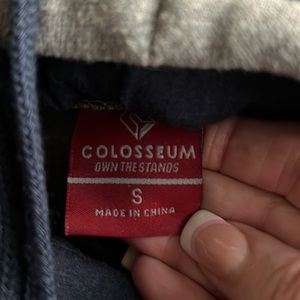 COLOSSEUM
OWN THE STANDS
S
MADE IN CHINA